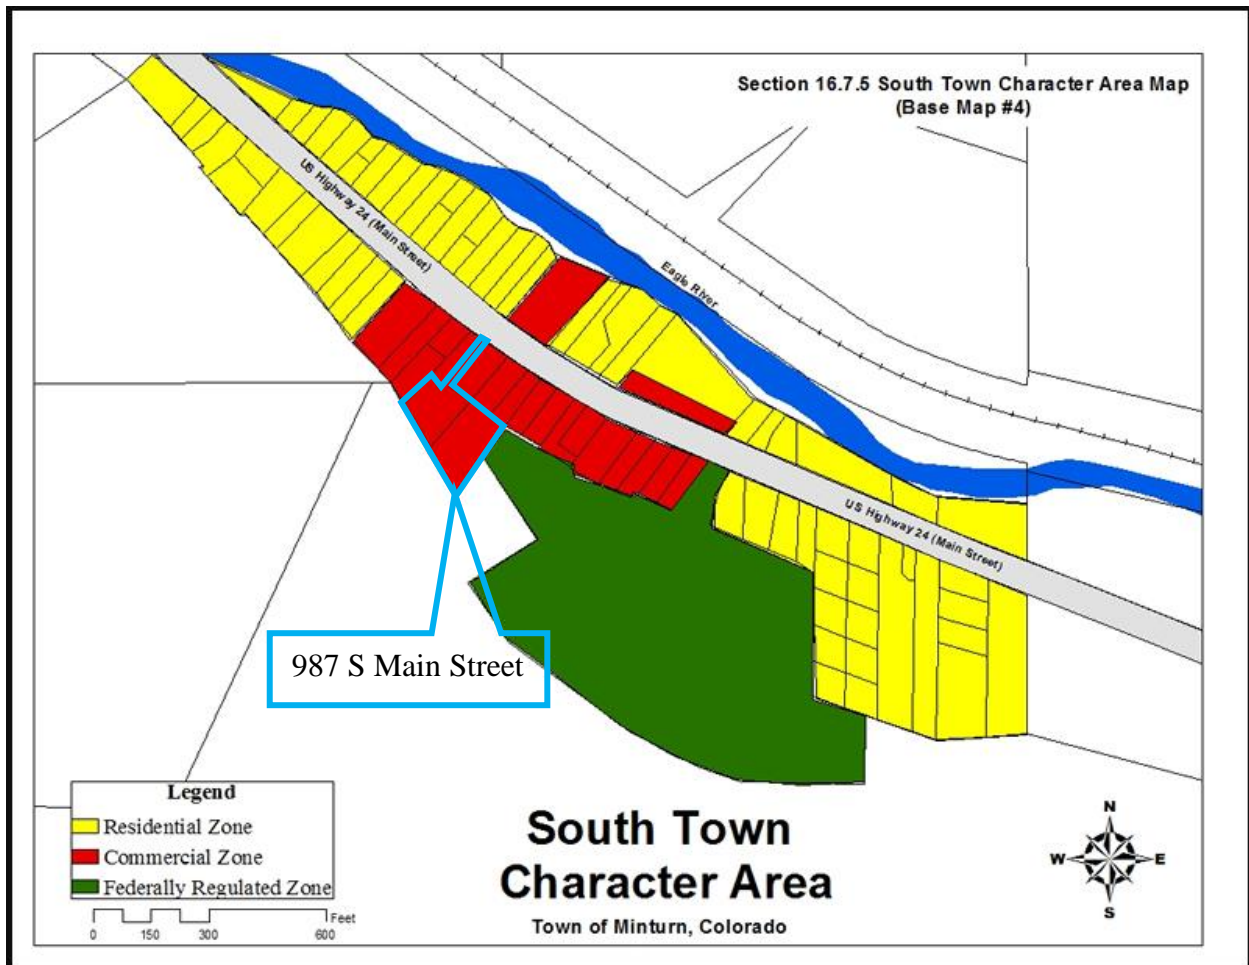 Section 16.7.5 South Town Character Area Map
(Base Map #4)
US Highway 24 (Main Street)
Eagle River
US Highway 24 (Main Street)
987 S Main Street
Legend
Residential Zone
Commercial Zone
Federally Regulated Zone
Feet
0 150 300 600
South Town
Character Area
Town of Minturn, Colorado
N
W E
S